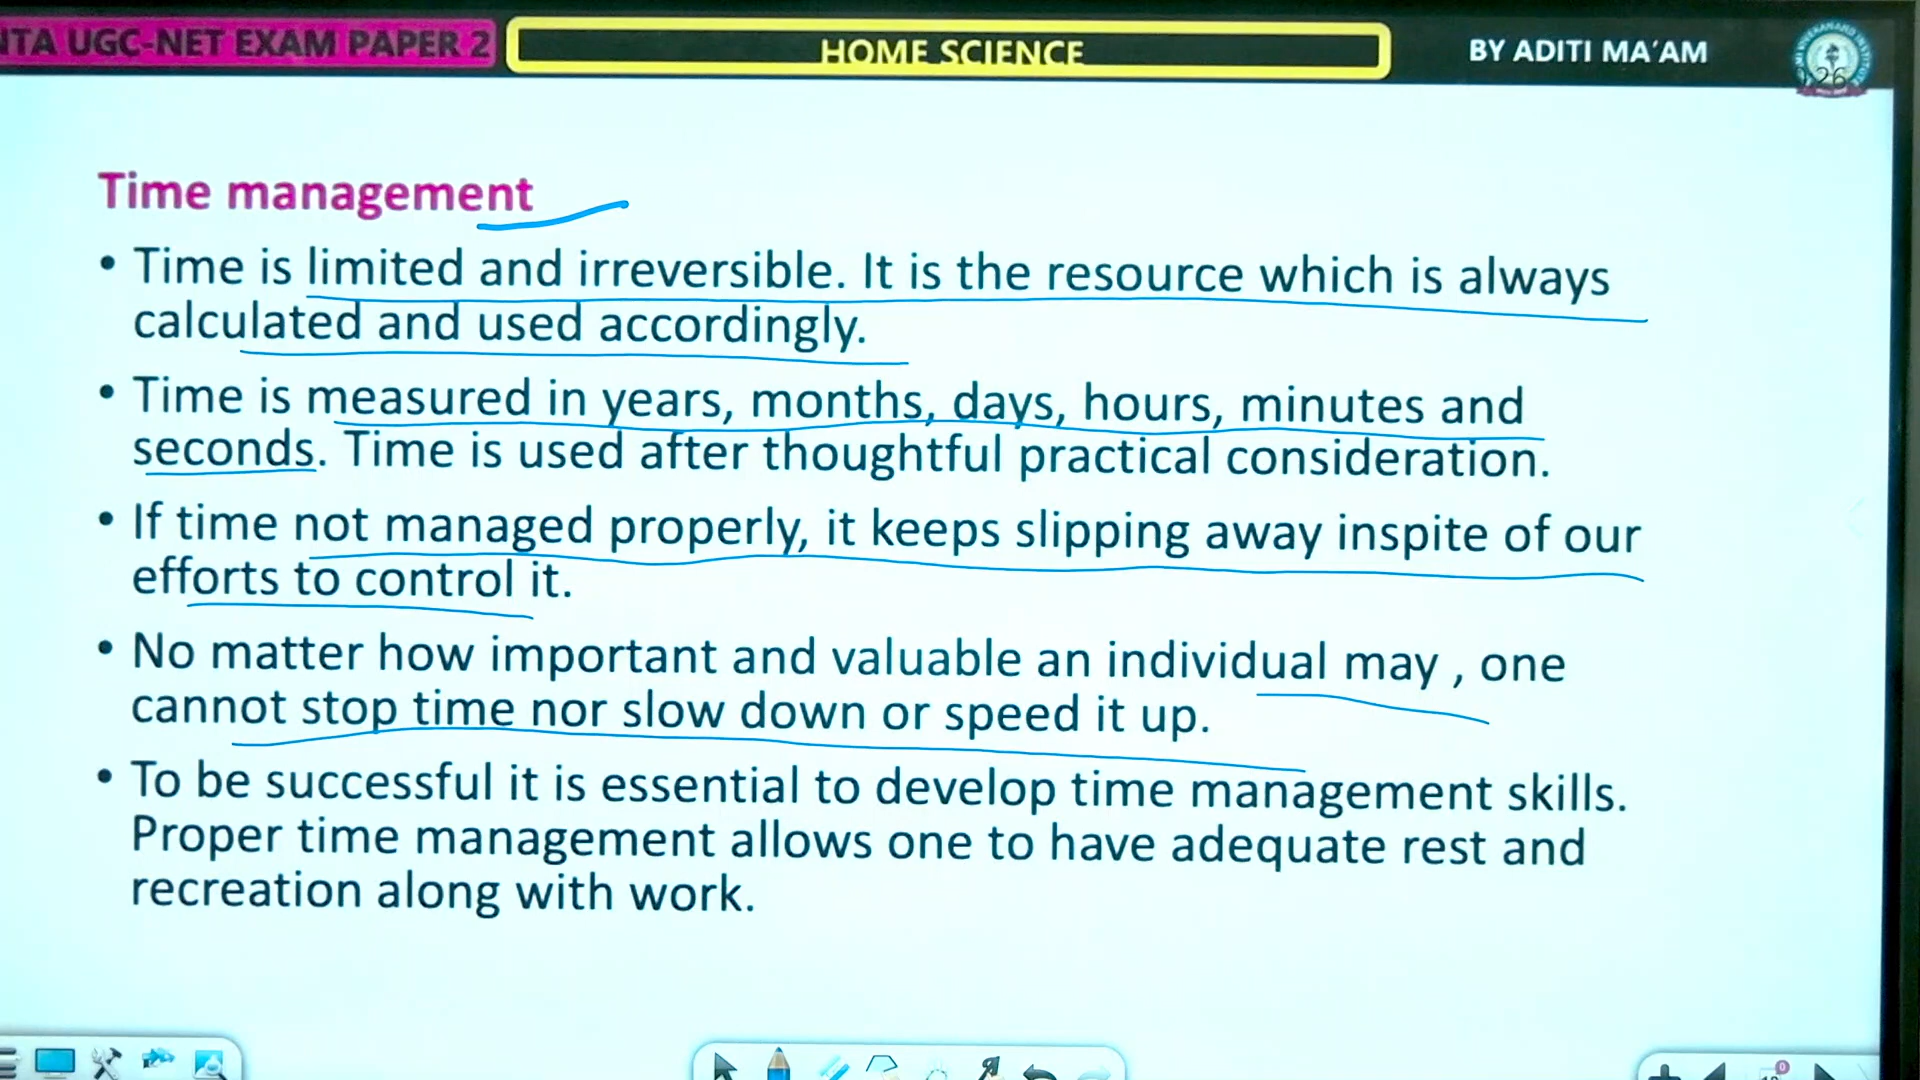 NTA UGC-NET EXAM PAPER 2
HOME SCIENCE
BY ADITI MA'AM
Time management
• Time is limited and irreversible. It is the resource which is always
calculated and used accordingly.
• Time is measured in years, months, days, hours, minutes and
seconds. Time is used after thoughtful practical consideration.
• If time not managed properly, it keeps slipping away inspite of our
efforts to control it.
• No matter how important and valuable an individual may , one
cannot stop time nor slow down or speed it up.
• To be successful it is essential to develop time management skills.
Proper time management allows one to have adequate rest and
recreation along with work.